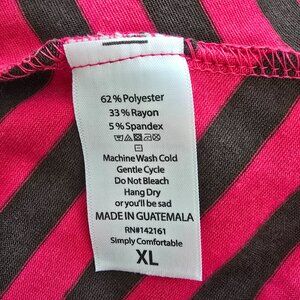 62% Polyester
33% Rayon
5% Spandex
Machine Wash Cold
Gentle Cycle
Do Not Bleach
Hang Dry
or you'll be sad
MADE IN GUATEMALA
RN#142161
Simply Comfortable
XL